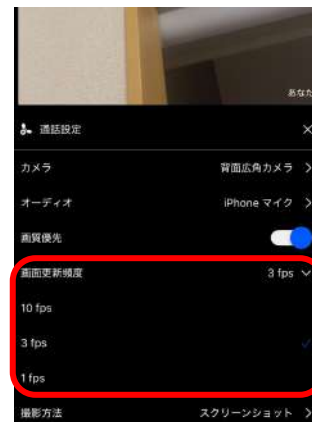 あなた
通話設定
カメラ 背面広角カメラ
オーディオ iPhone マイク
画質優先
画面更新頻度 3 fps
10 fps
3 fps
1 fps
撮影方法 スクリーンショット